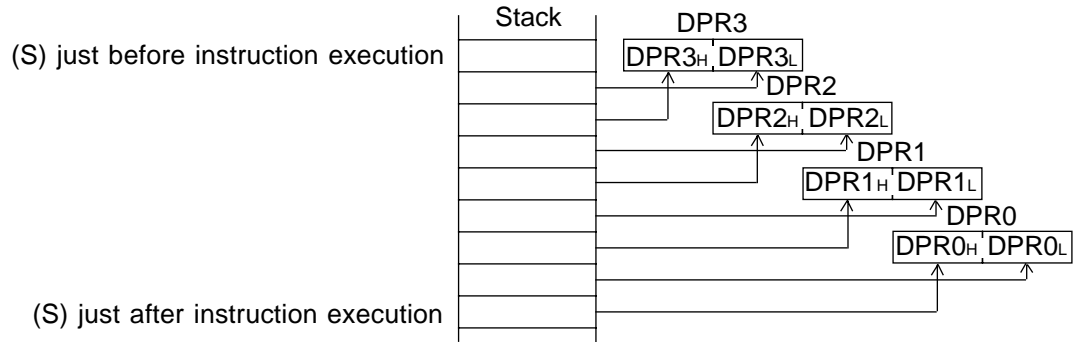 Stack
DPR3
(S) just before instruction execution
DPR3H DPR3L
DPR2
DPR2H DPR2L
DPR1
DPR1H DPR1L
DPR0
DPR0H DPR0L
(S) just after instruction execution